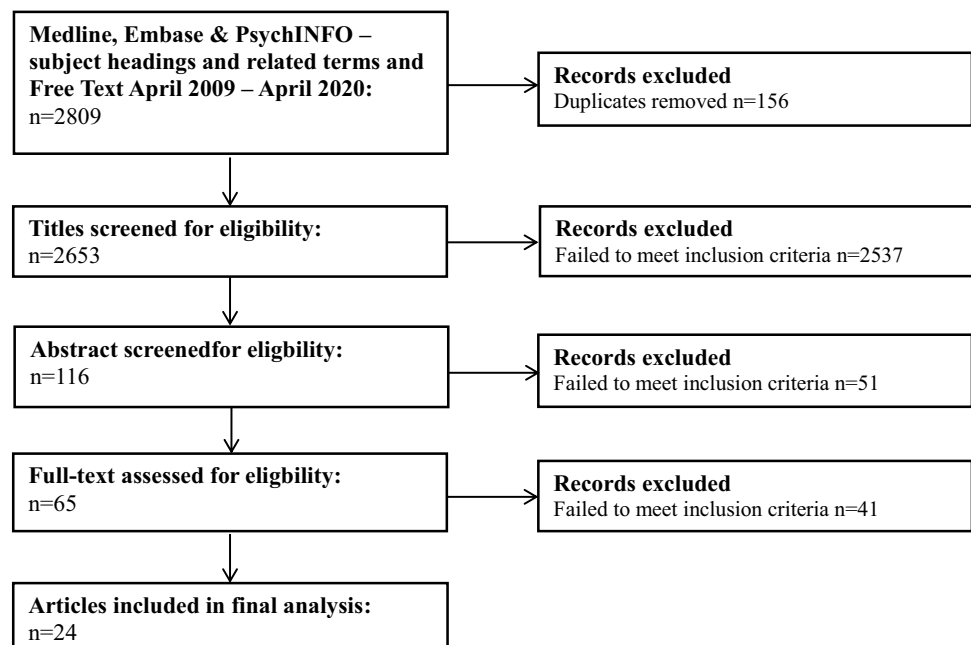 Medline, Embase & PsychINFO –
subject headings and related terms and
Free Text April 2009 – April 2020:
n=2809
Records excluded
Duplicates removed n=156
Titles screened for eligibility:
n=2653
Records excluded
Failed to meet inclusion criteria n=2537
Abstract screenedfor eligbility:
n=116
Records excluded
Failed to meet inclusion criteria n=51
Full-text assessed for eligbility:
n=65
Records excluded
Failed to meet inclusion criteria n=41
Articles included in final analysis:
n=24